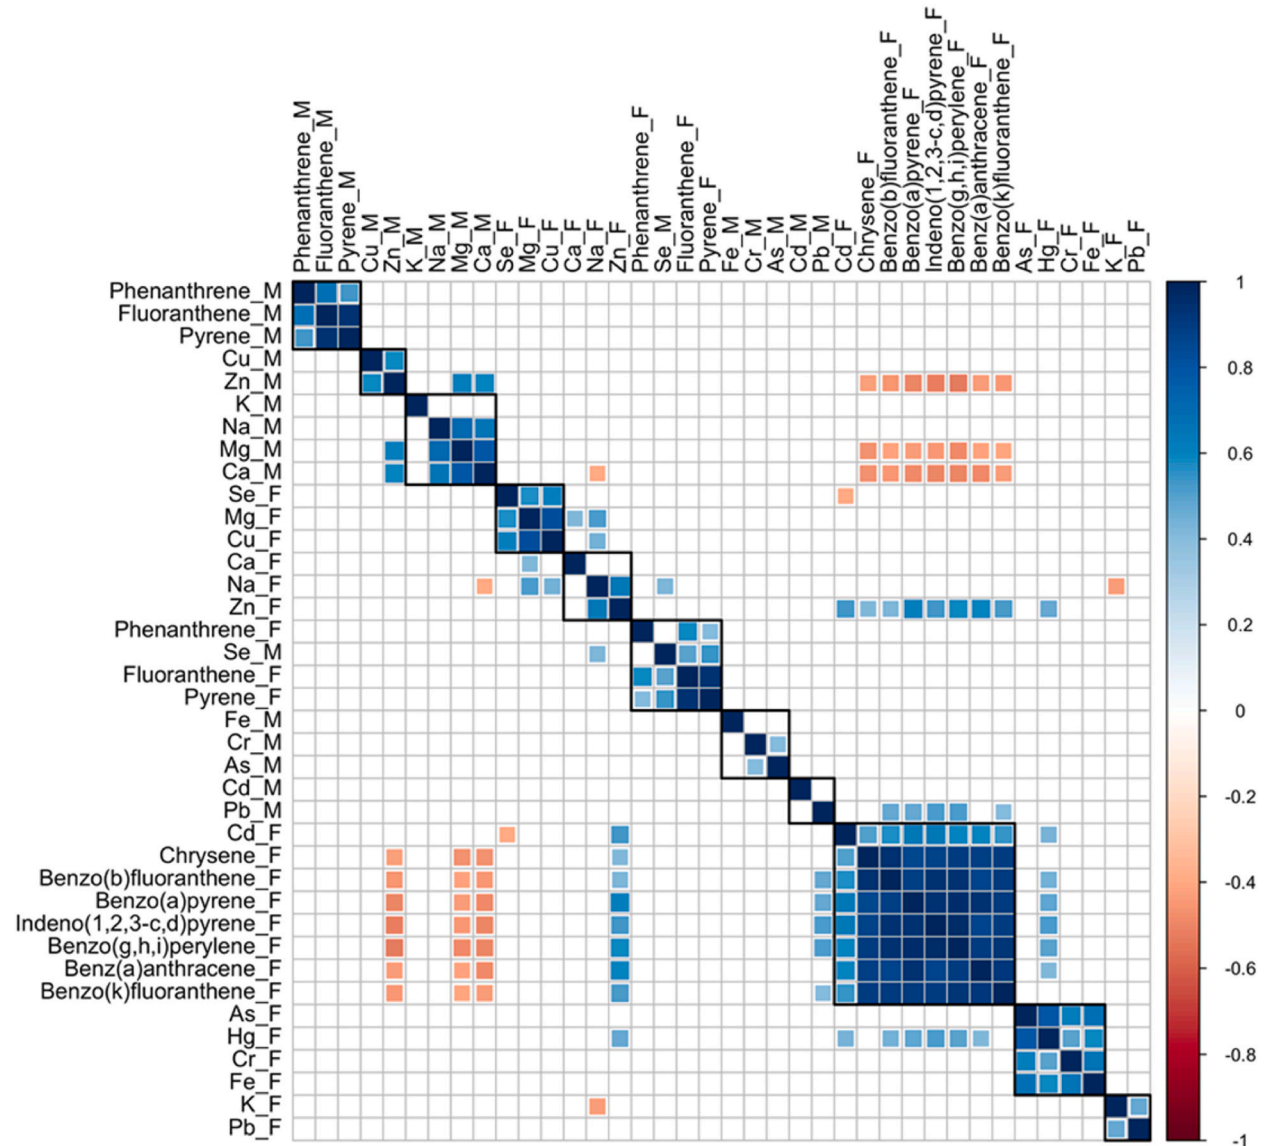 Phenanthrene_M
Fluoranthene_M
Pyrene_M
Cu_M
Zn_M
K_M
Na_M
Mg_M
Ca_M
Se_F
Mg_F
Cu_F
Ca_F
Na_F
Zn_F
Phenanthrene_F
Se_M
Fluoranthene_F
Pyrene_F
Fe_M
Cr_M
As_M
Cd_M
Pb_M
Cd_F
Chrysene_F
Benzo(b)fluoranthene_F
Benzo(a)pyrene_F
Indeno(1,2,3-c,d)pyrene_F
Benzo(g,h,i)perylene_F
Benzo(a)anthracene_F
Benzo(k)fluoranthene_F
As_F
Hg_F
Cr_F
Fe_F
K_F
Pb_F
Phenanthrene_M
Fluoranthene_M
Pyrene_M
Cu_M
Zn_M
K_M
Na_M
Mg_M
Ca_M
Se_F
Mg_F
Cu_F
Ca_F
Na_F
Zn_F
Phenanthrene_F
Se_M
Fluoranthene_F
Pyrene_F
Fe_M
Cr_M
As_M
Cd_M
Pb_M
Cd_F
Chrysene_F
Benzo(b)fluoranthene_F
Benzo(a)pyrene_F
Indeno(1,2,3-c,d)pyrene_F
Benzo(g,h,i)perylene_F
Benz(a)anthracene_F
Benzo(k)fluoranthene_F
As_F
Hg_F
Cr_F
Fe_F
K_F
Pb_F
1
0.8
0.6
0.4
0.2
0
-0.2
-0.4
-0.6
-0.8
-1